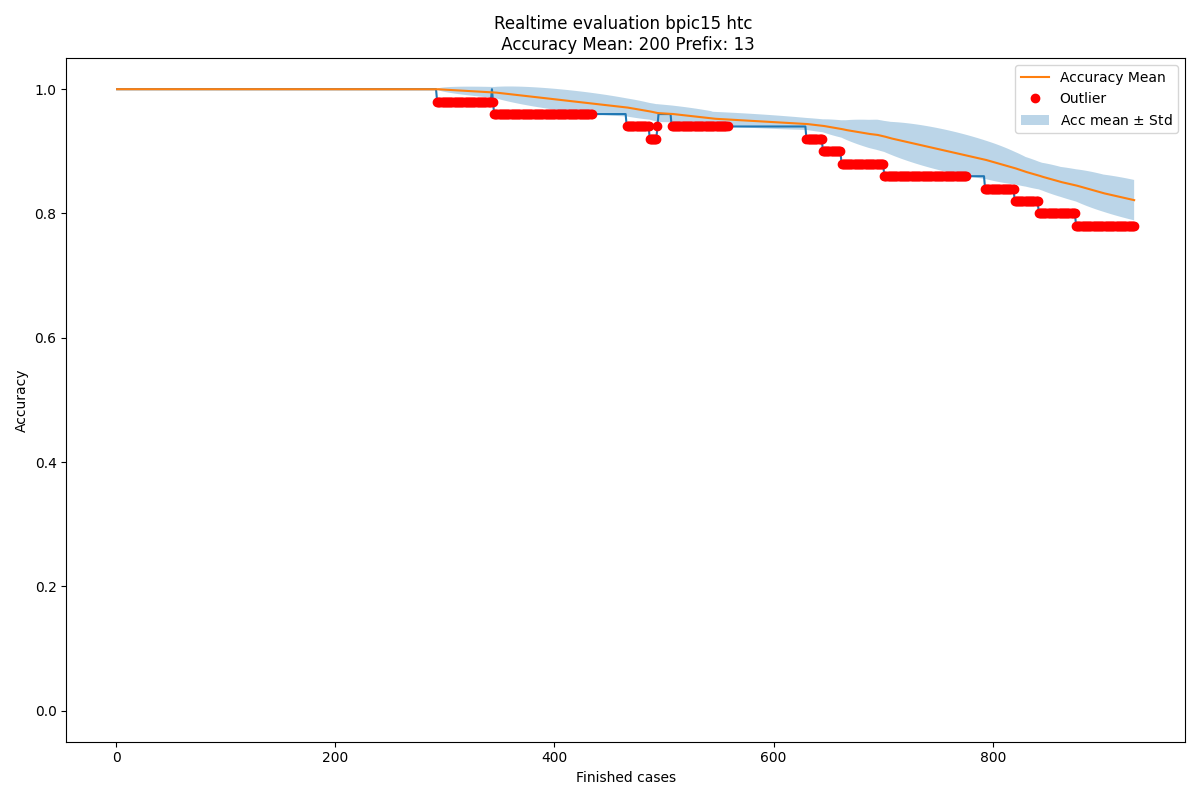 Realtime evaluation bpic15 htc
Accuracy Mean: 200 Prefix: 13
Accuracy Mean
Outlier
Acc mean ± Std
Accuracy
1.0
0.8
0.6
0.4
0.2
0.0
0
200
400
600
800
Finished cases